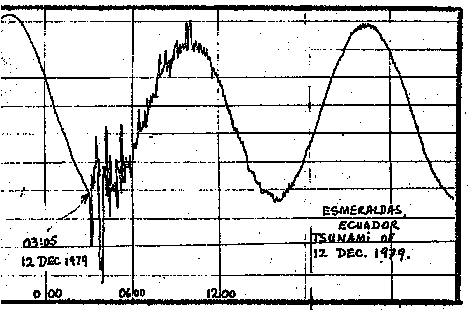 03:05
12 DEC 1979
ESMERALDAS,
ECUADOR
TSUNAMI of
12 DEC. 1979.
0:00 06:00 12:00